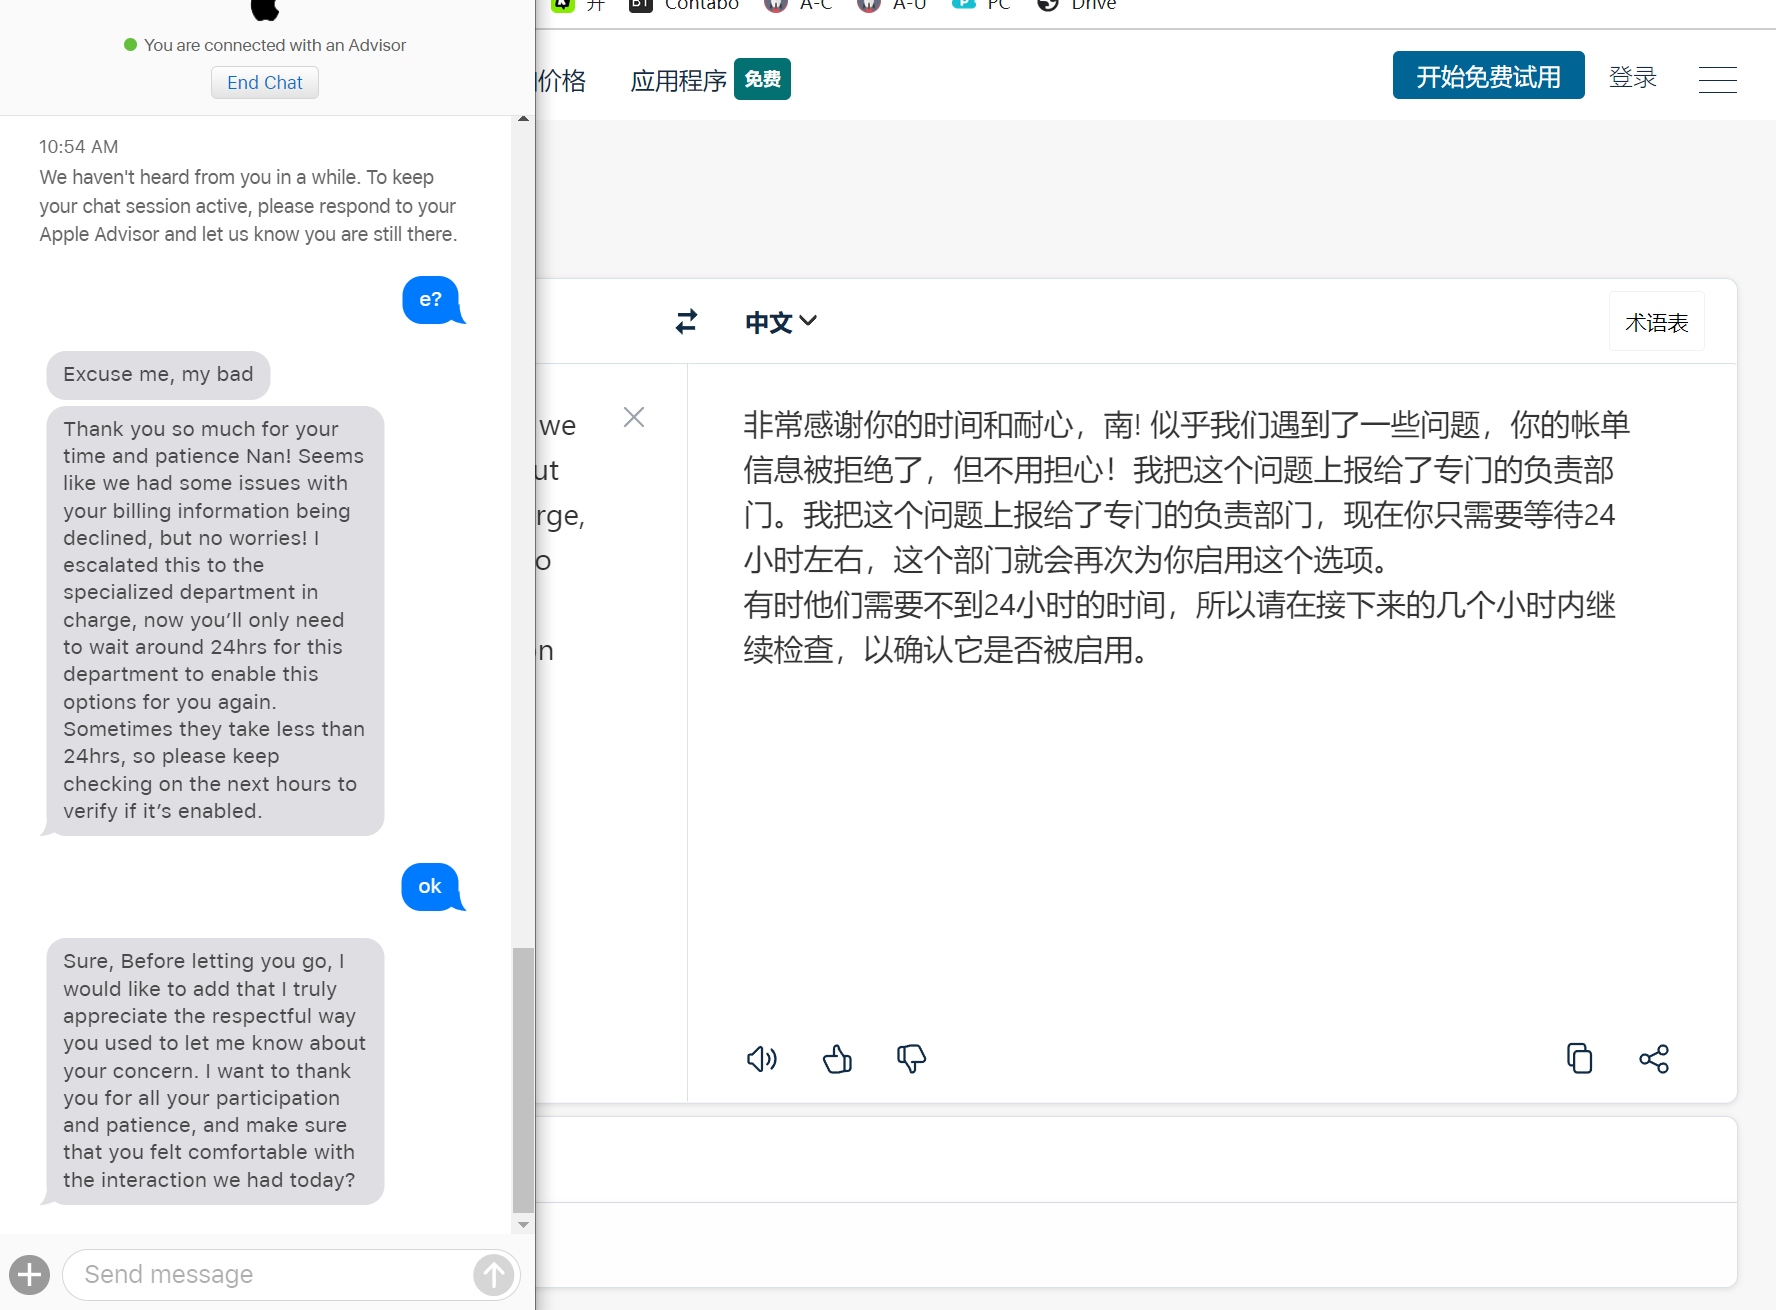 You are connected with an Advisor
End Chat
10:54 AM
We haven't heard from you in a while. To keep
your chat session active, please respond to your
Apple Advisor and let us know you are still there.
e?
Excuse me, my bad
Thank you so much for your
time and patience Nan! Seems
like we had some issues with
your billing information being
declined, but no worries! I
escalated this to the
specialized department in
charge, now you’ll only need
to wait around 24hrs for this
department to enable this
options for you again.
Sometimes they take less than
24hrs, so please keep
checking on the next hours to
verify if it’s enabled.
ok
Sure, Before letting you go, I
would like to add that I truly
appreciate the respectful way
you used to let me know about
your concern. I want to thank
you for all your participation
and patience, and make sure
that you felt comfortable with
the interaction we had today?
Send message
BT Contabo A-C A-U PC Drive
价格 应用程序 免费 开始免费试用 登录
中文 术语表
we
ut
rge,
o
n
非常感谢你的时间和耐心，南! 似乎我们遇到了一些问题，你的帐单
信息被拒绝了，但不用担心！我把这个问题上报给了专门的负责部
门。我把这个问题上报给了专门的负责部门，现在你只需要等待24
小时左右，这个部门就会再次为你启用这个选项。
有时他们需要不到24小时的时间，所以请在接下来的几个小时内继
续检查，以确认它是否被启用。